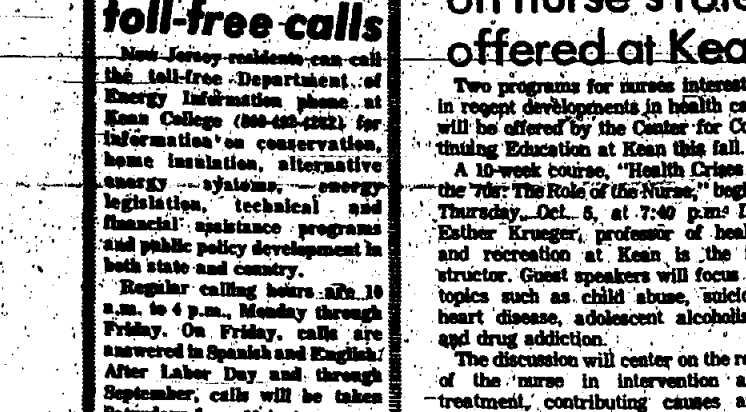 toll-free calls
New Jersey residents can call
the toll-free Department of
Energy Information phone at
Kean College for
information on conservation,
home insulation, alternative
energy systems, energy
legislation, technical and
financial assistance programs
and public policy development in
both state and country.
Regular calling hours are 10
a.m. to 4 p.m., Monday through
Friday. On Friday, calls are
answered in Spanish and English.
After Labor Day and through
September, calls will be taken
on nurse's
offered at Kea
Two programs for nurses interest
in recent developments in health ca
will be offered by the Center for Co
tinuing Education at Kean this fall.
A 10-week course, "Health Crises
the 70s: The Role of the Nurse," begi
Thursday, Oct. 5, at 7:40 p.m.
Esther Krueger, professor of heal
and recreation at Kean is the
structor. Guest speakers will focus
topics such as child abuse, suicid
heart disease, adolescent alcoholis
and drug addiction.
The discussion will center on the ro
of the nurse in intervention a
treatment, contributing causes a